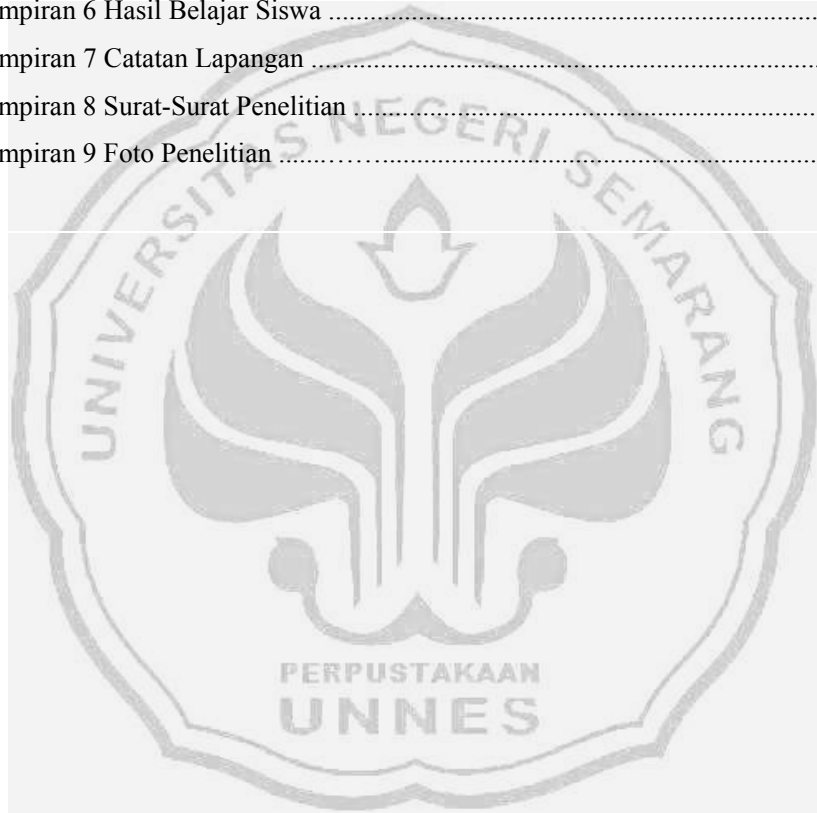 mpiran 6 Hasil Belajar Siswa ........................................................................
mpiran 7 Catatan Lapangan ..........................................................................
mpiran 8 Surat-Surat Penelitian ....................................................................
mpiran 9 Foto Penelitian ..............................................................................
UNIVERSITAS NEGERI SEMARANG
PERPUSTAKAAN
UNNES